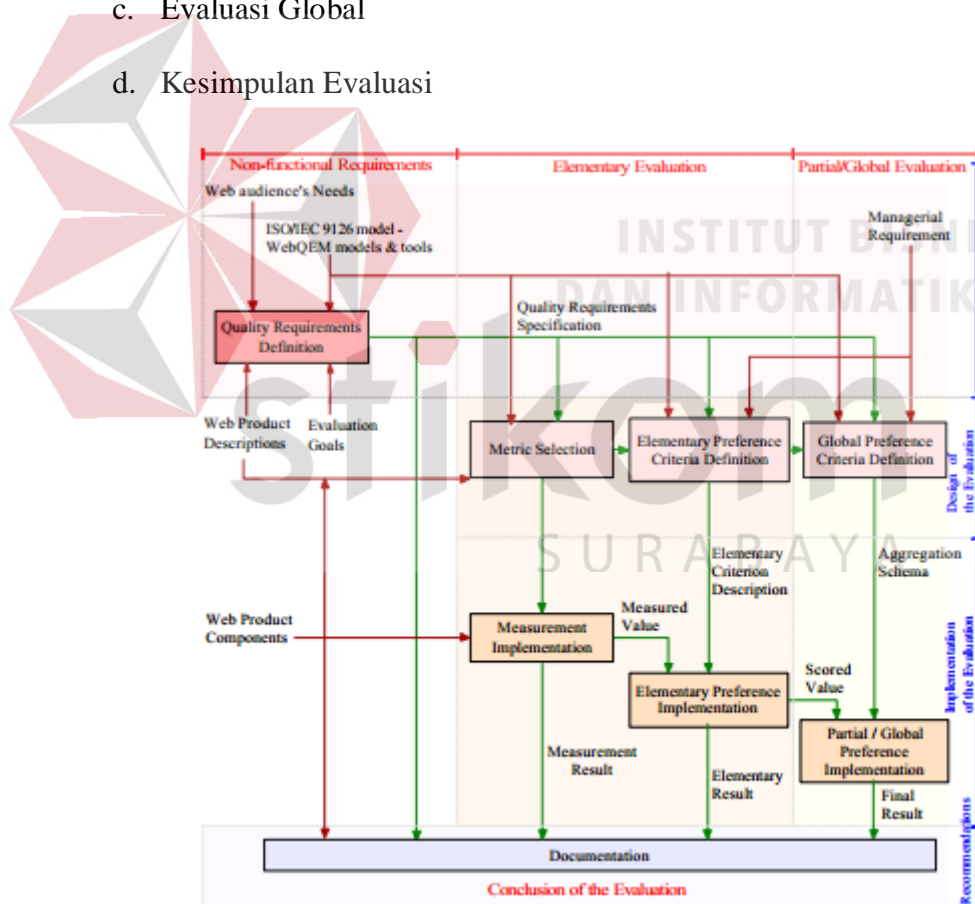 c. Evaluasi Global
d. Kesimpulan Evaluasi
Non-functional Requirements
Elementary Evaluation
Partial/Global Evaluation
Web audience's Needs
ISO/IEC 9126 model -
WebQEM models & tools
Managerial
Requirement
INSTITUT BISNI
DAN INFORMATIK
Quality Requirements
Specification
Quality Requirements
Definition
stikom
SURABAYA
Web Product
Descriptions
Evaluation
Goals
Metric Selection
Elementary Preference
Criteria Definition
Global Preference
Criteria Definition
Design of
the Evaluation
Elementary
Criterion
Description
Aggregation
Schema
Web Product
Components
Measurement
Implementation
Measured
Value
Elementary Preference
Implementation
Scored
Value
Partial / Global
Preference
Implementation
Implementation
of the Evaluation
Measurement
Result
Elementary
Result
Final
Result
Documentation
Conclusion of the Evaluation
Recommendations